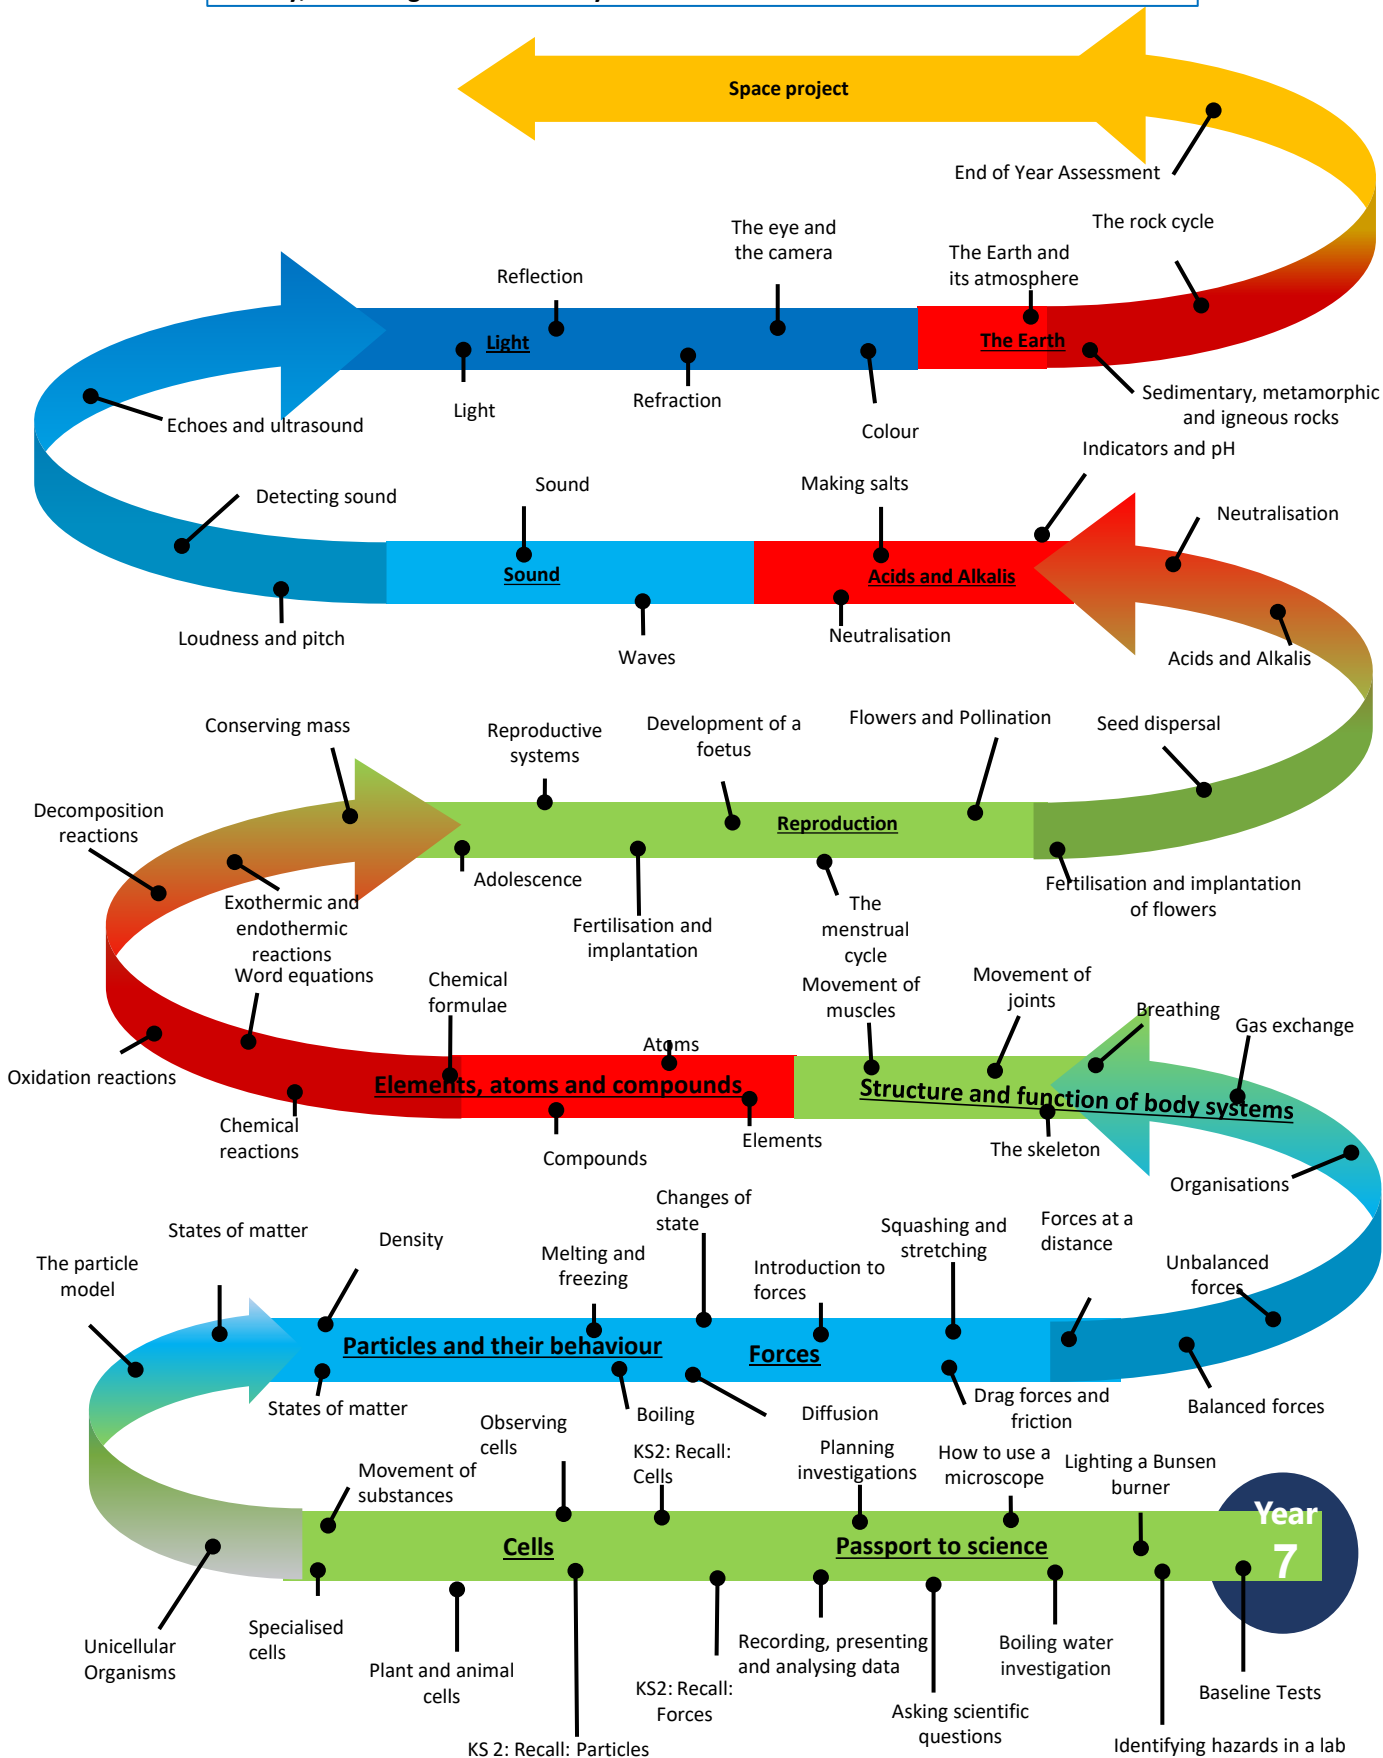 Space project
End of Year Assessment
The rock cycle
The eye and
the camera
The Earth and
its atmosphere
Reflection
Light
The Earth
Sedimentary, metamorphic
and igneous rocks
Light
Refraction
Colour
Echoes and ultrasound
Indicators and pH
Detecting sound
Sound
Making salts
Neutralisation
Sound
Acids and Alkalis
Loudness and pitch
Waves
Neutralisation
Acids and Alkalis
Conserving mass
Reproductive
systems
Development of a
foetus
Flowers and Pollination
Seed dispersal
Decomposition
reactions
Reproduction
Adolescence
Exothermic and
endothermic
reactions
Fertilisation and
implantation
The
menstrual
cycle
Fertilisation and implantation
of flowers
Word equations
Chemical
formulae
Movement of
muscles
Movement of
joints
Breathing
Gas exchange
Atoms
Oxidation reactions
Elements, atoms and compounds
Structure and function of body systems
Chemical
reactions
Compounds
Elements
The skeleton
Organisations
States of matter
Density
Changes of
state
Squashing and
stretching
Forces at a
distance
The particle
model
Melting and
freezing
Introduction to
forces
Unbalanced
forces
Particles and their behaviour
Forces
States of matter
Boiling
Diffusion
Drag forces and
friction
Balanced forces
Observing
cells
KS2: Recall:
Cells
Planning
investigations
How to use a
microscope
Lighting a Bunsen
burner
Movement of
substances
Year
7
Cells
Passport to science
Unicellular
Organisms
Specialised
cells
Plant and animal
cells
KS 2: Recall: Particles
KS2: Recall:
Forces
Recording, presenting
and analysing data
Asking scientific
questions
Boiling water
investigation
Baseline Tests
Identifying hazards in a lab